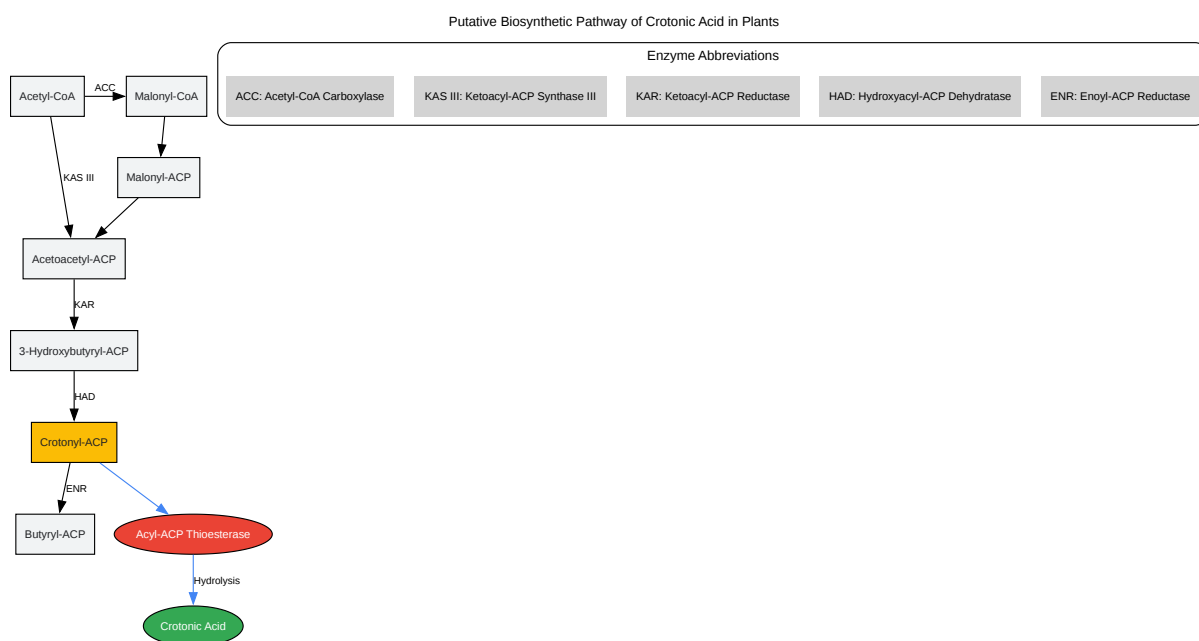 Putative Biosynthetic Pathway of Crotonic Acid in Plants
Enzyme Abbreviations
ACC: Acetyl-CoA Carboxylase
KAS III: Ketoacyl-ACP Synthase III
KAR: Ketoacyl-ACP Reductase
HAD: Hydroxyacyl-ACP Dehydratase
ENR: Enoyl-ACP Reductase
Acetyl-CoA
ACC
Malonyl-CoA
KAS III
Malonyl-ACP
Acetoacetyl-ACP
KAR
3-Hydroxybutyryl-ACP
HAD
Crotonyl-ACP
ENR
Butyryl-ACP
Acyl-ACP Thioesterase
Hydrolysis
Crotonic Acid